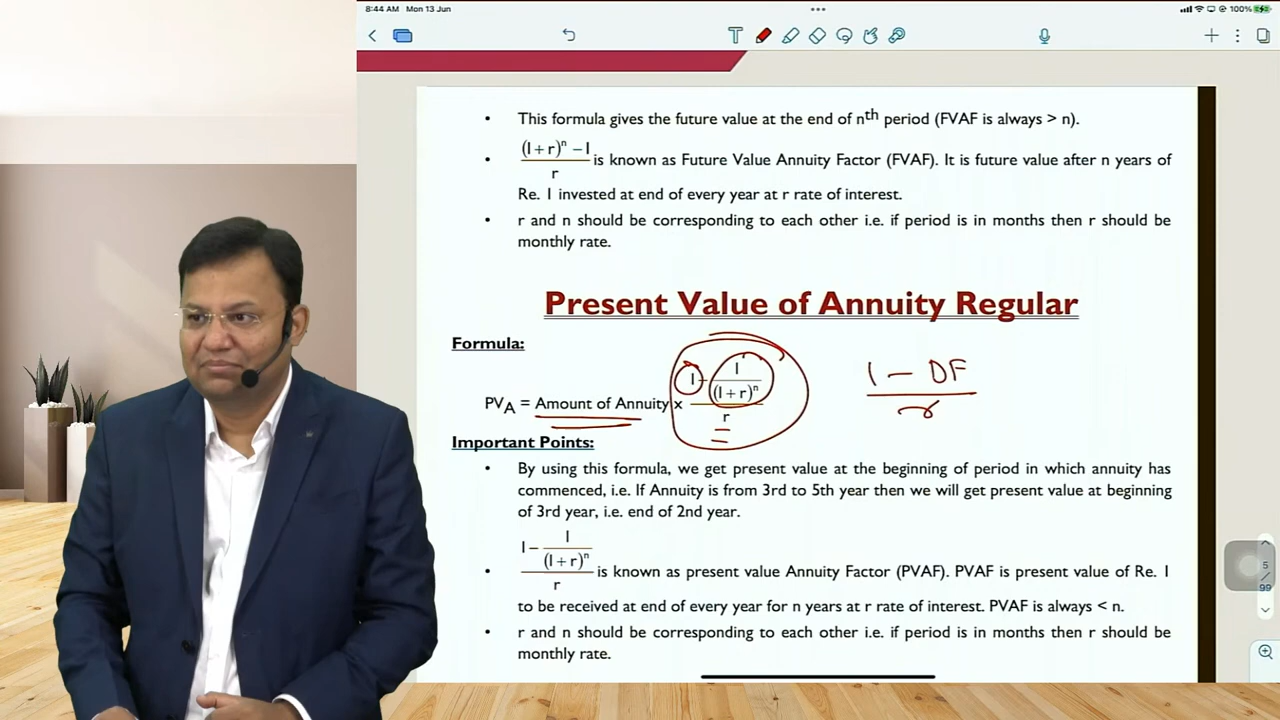 8:44 AM Mon 13 Jun
100%
• This formula gives the future value at the end of nth period (FVAF is always > n).
• ((1+r)^n − 1)/r is known as Future Value Annuity Factor (FVAF). It is future value after n years of
Re. 1 invested at end of every year at r rate of interest.
• r and n should be corresponding to each other i.e. if period is in months then r should be
monthly rate.
Present Value of Annuity Regular
Formula:
PVA = Amount of Annuity x (1 − 1/(1+r)^n)/r
(1 − DF)/r
Important Points:
• By using this formula, we get present value at the beginning of period in which annuity has
commenced, i.e. If Annuity is from 3rd to 5th year then we will get present value at beginning
of 3rd year, i.e. end of 2nd year.
• (1 − 1/(1+r)^n)/r is known as present value Annuity Factor (PVAF). PVAF is present value of Re. 1
to be received at end of every year for n years at r rate of interest. PVAF is always < n.
• r and n should be corresponding to each other i.e. if period is in months then r should be
monthly rate.
5
/
99